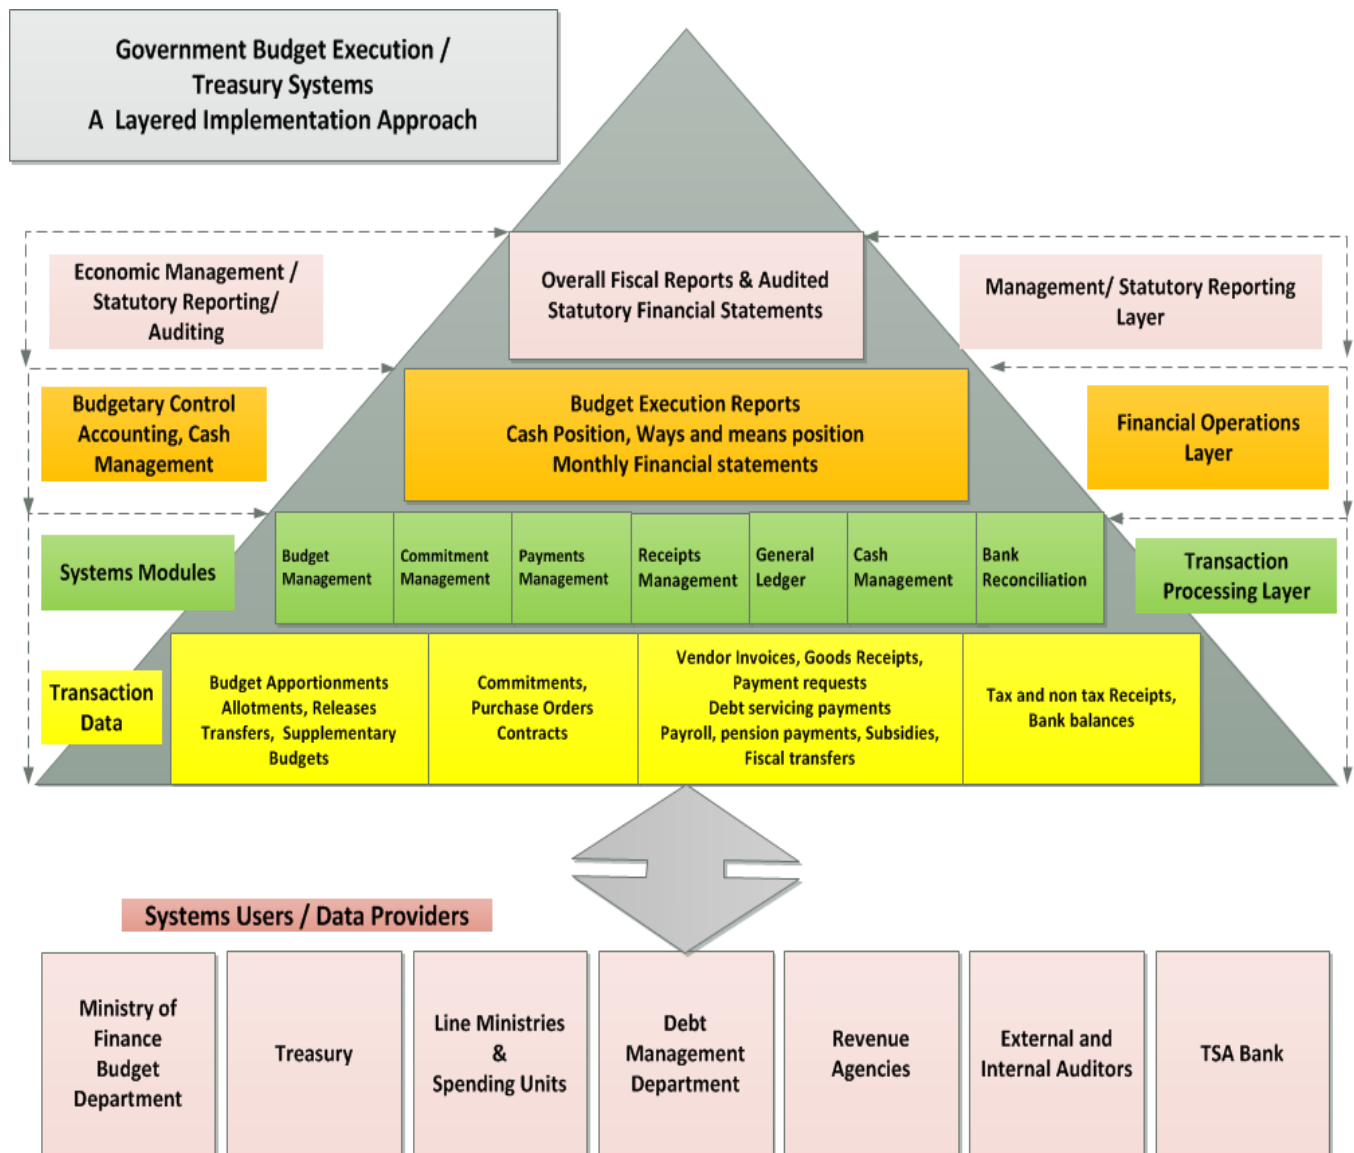 Government Budget Execution /
Treasury Systems
A Layered Implementation Approach
Economic Management /
Statutory Reporting/
Auditing
Overall Fiscal Reports & Audited
Statutory Financial Statements
Management/ Statutory Reporting
Layer
Budgetary Control
Accounting, Cash
Management
Budget Execution Reports
Cash Position, Ways and means position
Monthly Financial statements
Financial Operations
Layer
Systems Modules
Budget
Management
Commitment
Management
Payments
Management
Receipts
Management
General
Ledger
Cash
Management
Bank
Reconciliation
Transaction
Processing Layer
Transaction
Data
Budget Apportionments
Allotments, Releases
Transfers, Supplementary
Budgets
Commitments,
Purchase Orders
Contracts
Vendor Invoices, Goods Receipts,
Payment requests
Debt servicing payments
Payroll, pension payments, Subsidies,
Fiscal transfers
Tax and non tax Receipts,
Bank balances
Systems Users / Data Providers
Ministry of
Finance
Budget
Department
Treasury
Line Ministries
&
Spending Units
Debt
Management
Department
Revenue
Agencies
External and
Internal Auditors
TSA Bank